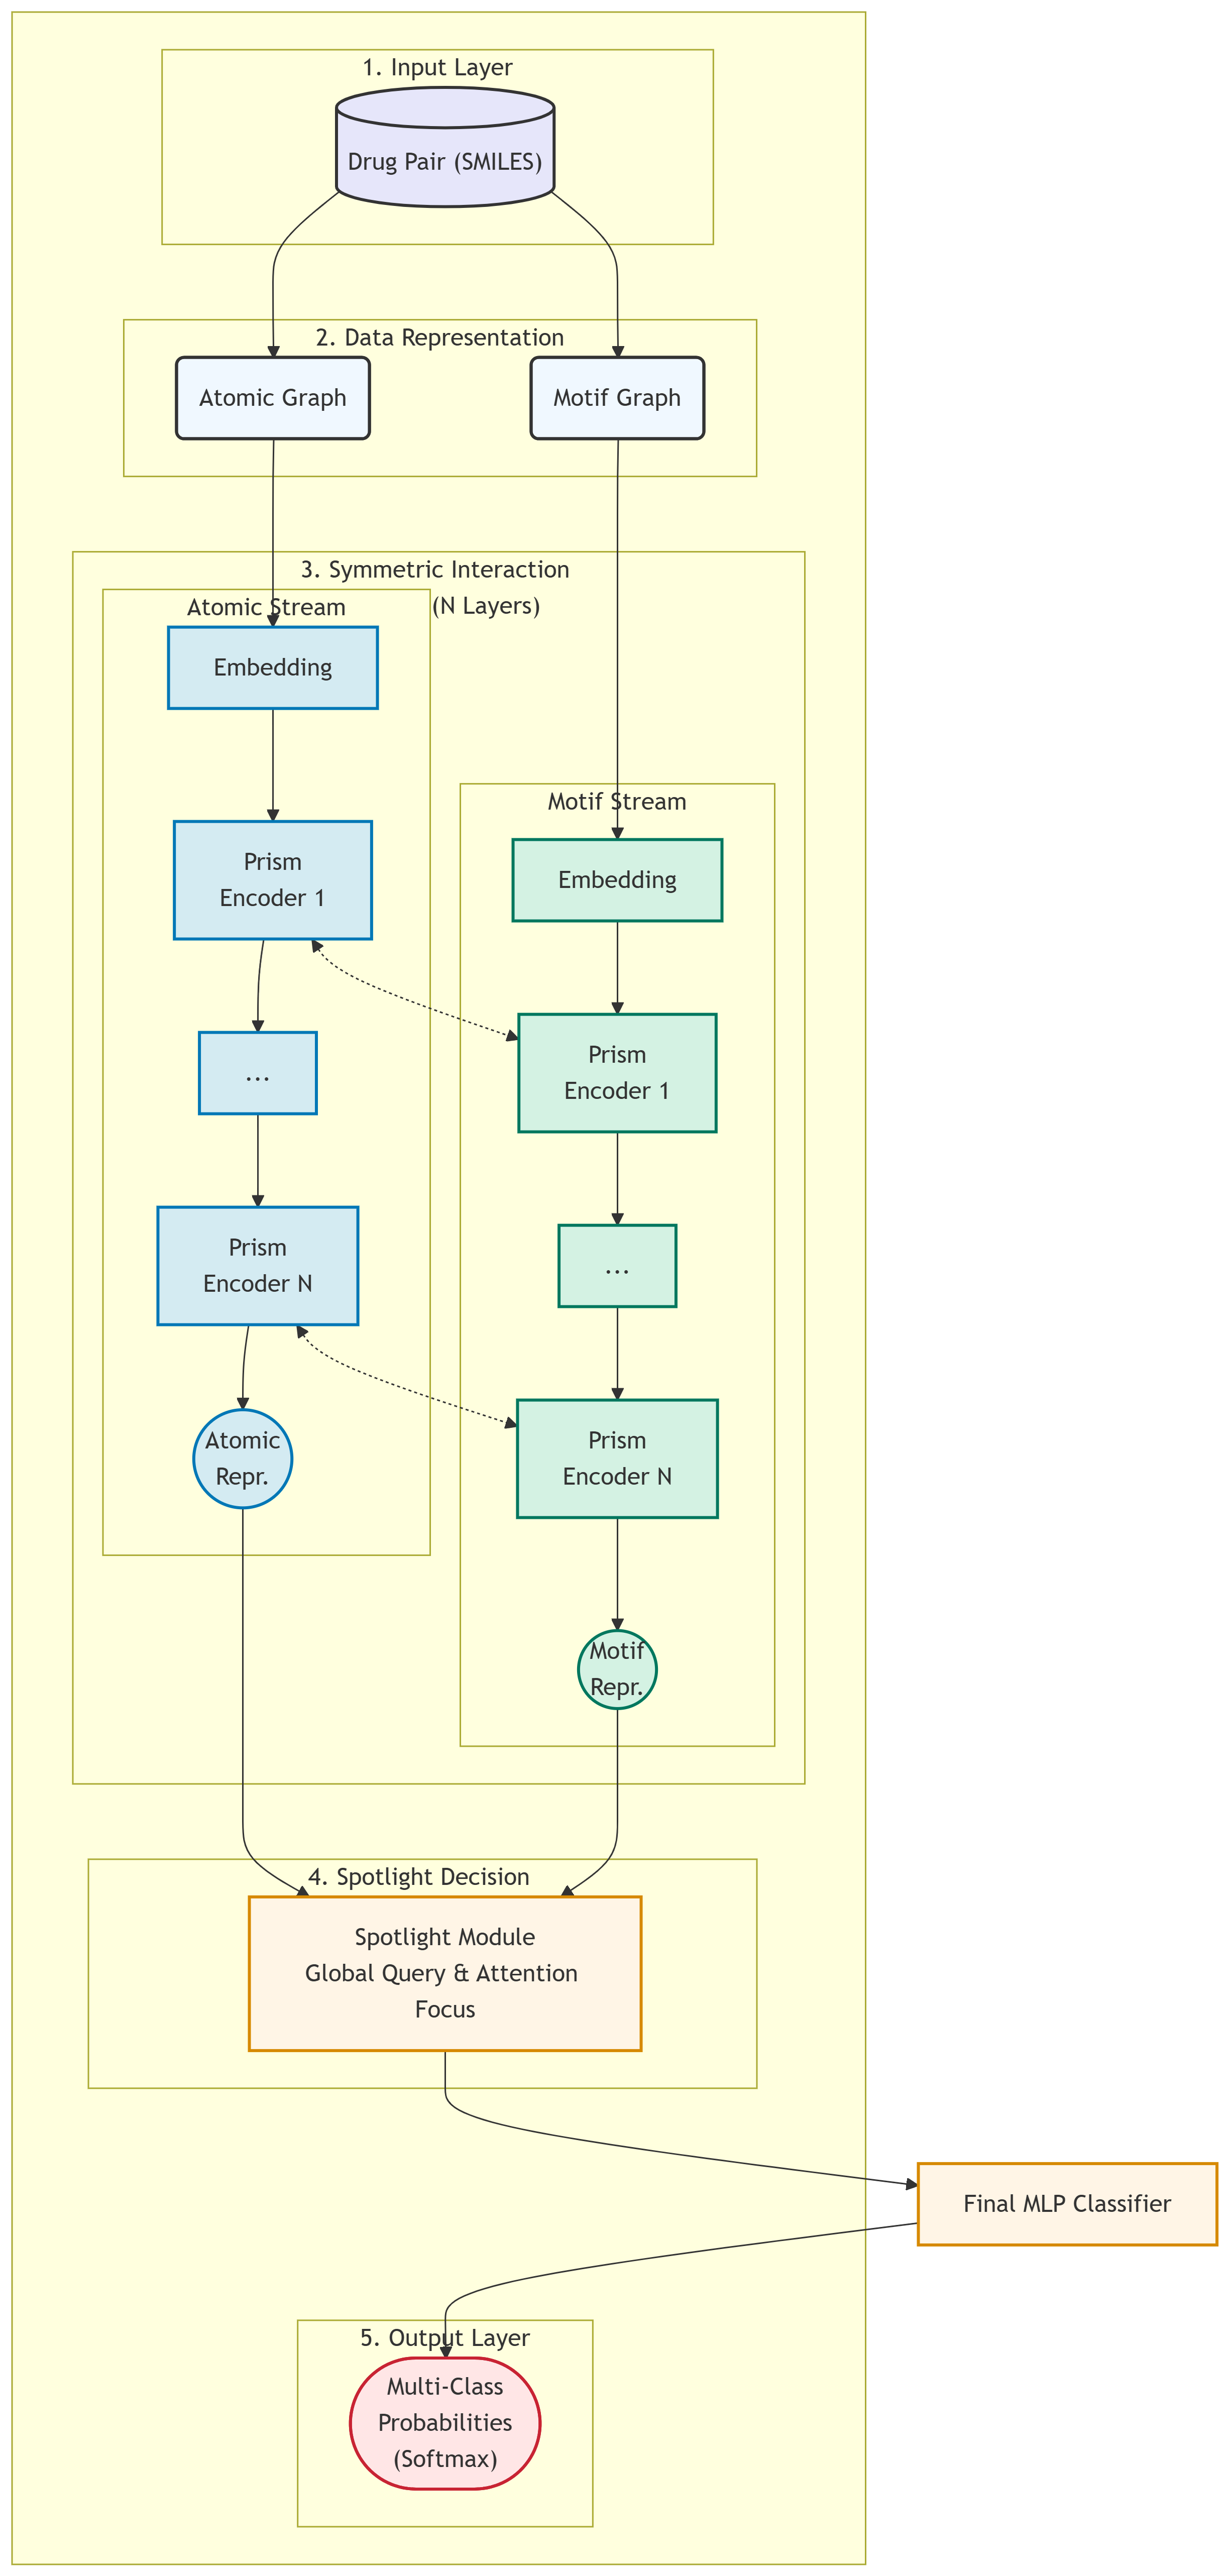 1. Input Layer
Drug Pair (SMILES)
2. Data Representation
Atomic Graph
Motif Graph
3. Symmetric Interaction
(N Layers)
Atomic Stream
Embedding
Prism
Encoder 1
...
Prism
Encoder N
Atomic
Repr.
Motif Stream
Embedding
Prism
Encoder 1
...
Prism
Encoder N
Motif
Repr.
4. Spotlight Decision
Spotlight Module
Global Query & Attention
Focus
Final MLP Classifier
5. Output Layer
Multi-Class
Probabilities
(Softmax)